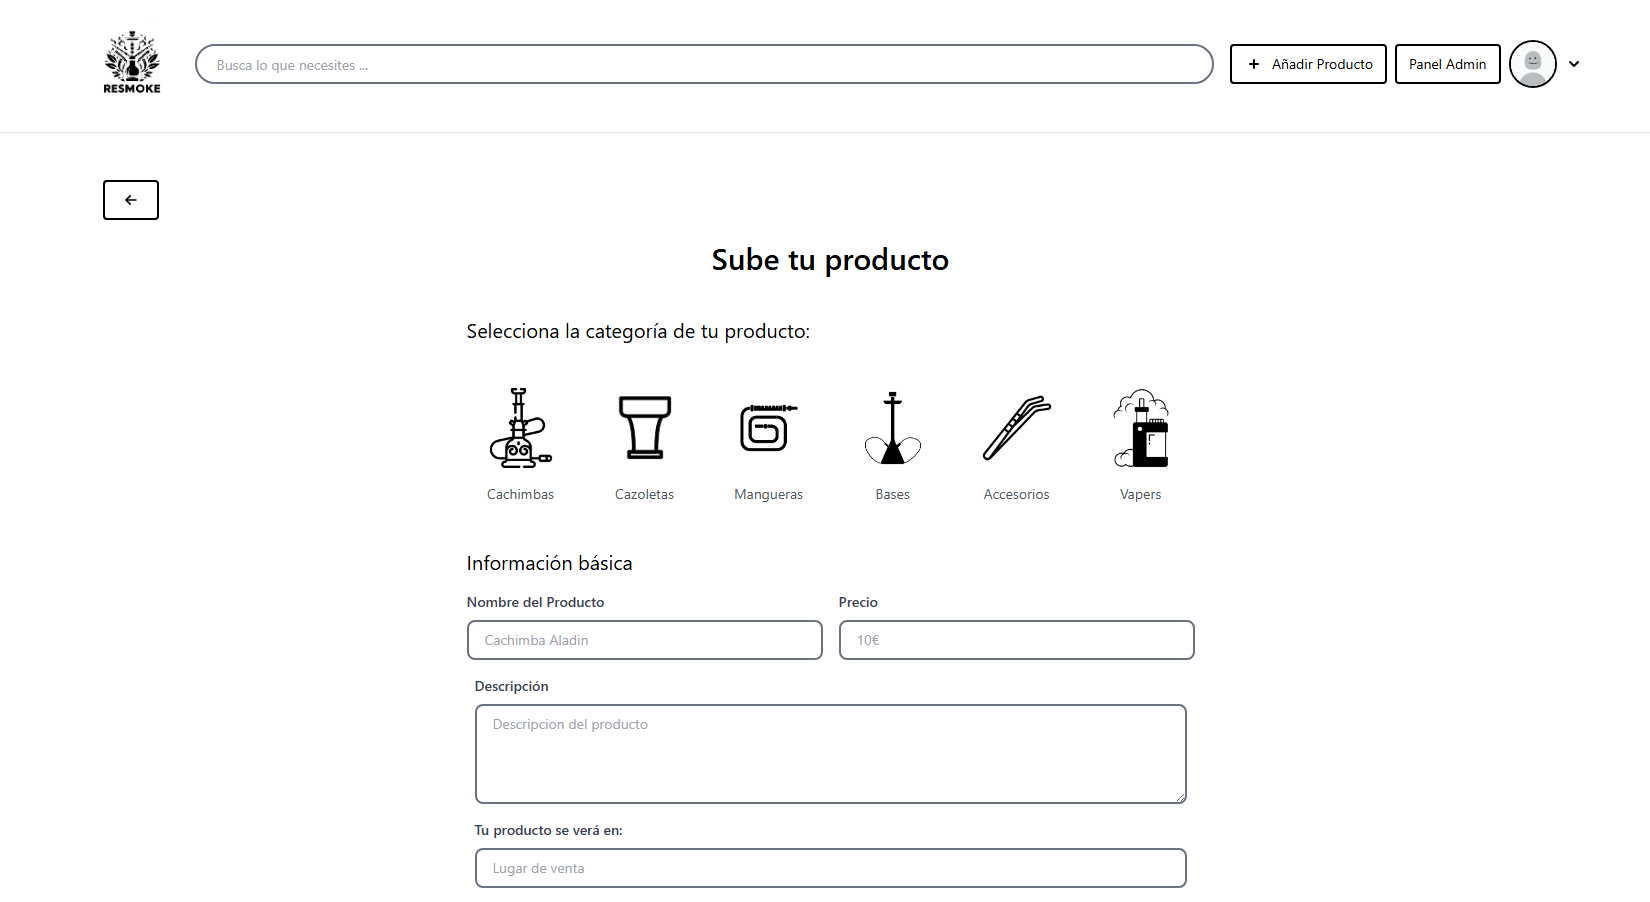 RESMOKE
Busca lo que necesites ...
+ Añadir Producto
Panel Admin
Sube tu producto
Selecciona la categoría de tu producto:
Cachimbas
Cazoletas
Mangueras
Bases
Accesorios
Vapers
Información básica
Nombre del Producto
Precio
Cachimba Aladin
10€
Descripción
Descripcion del producto
Tu producto se verá en:
Lugar de venta